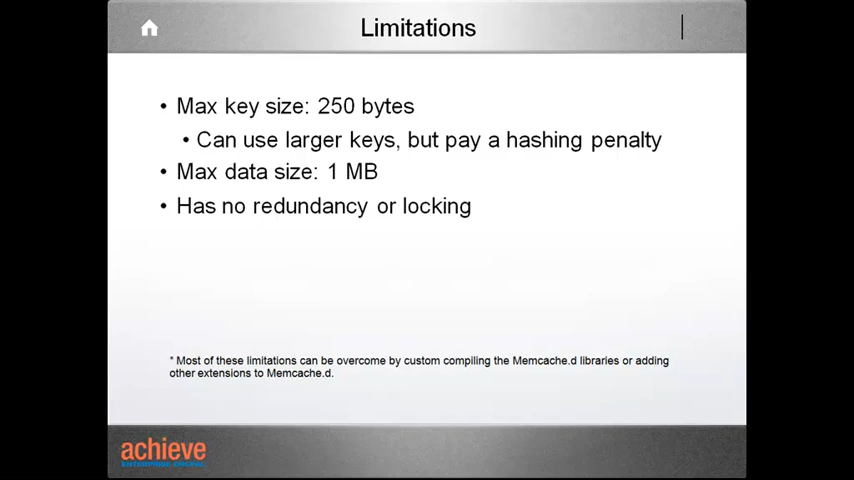 Limitations
• Max key size: 250 bytes
• Can use larger keys, but pay a hashing penalty
• Max data size: 1 MB
• Has no redundancy or locking
* Most of these limitations can be overcome by custom compiling the Memcache.d libraries or adding
other extensions to Memcache.d.
achieve
ENTERPRISE DRUPAL